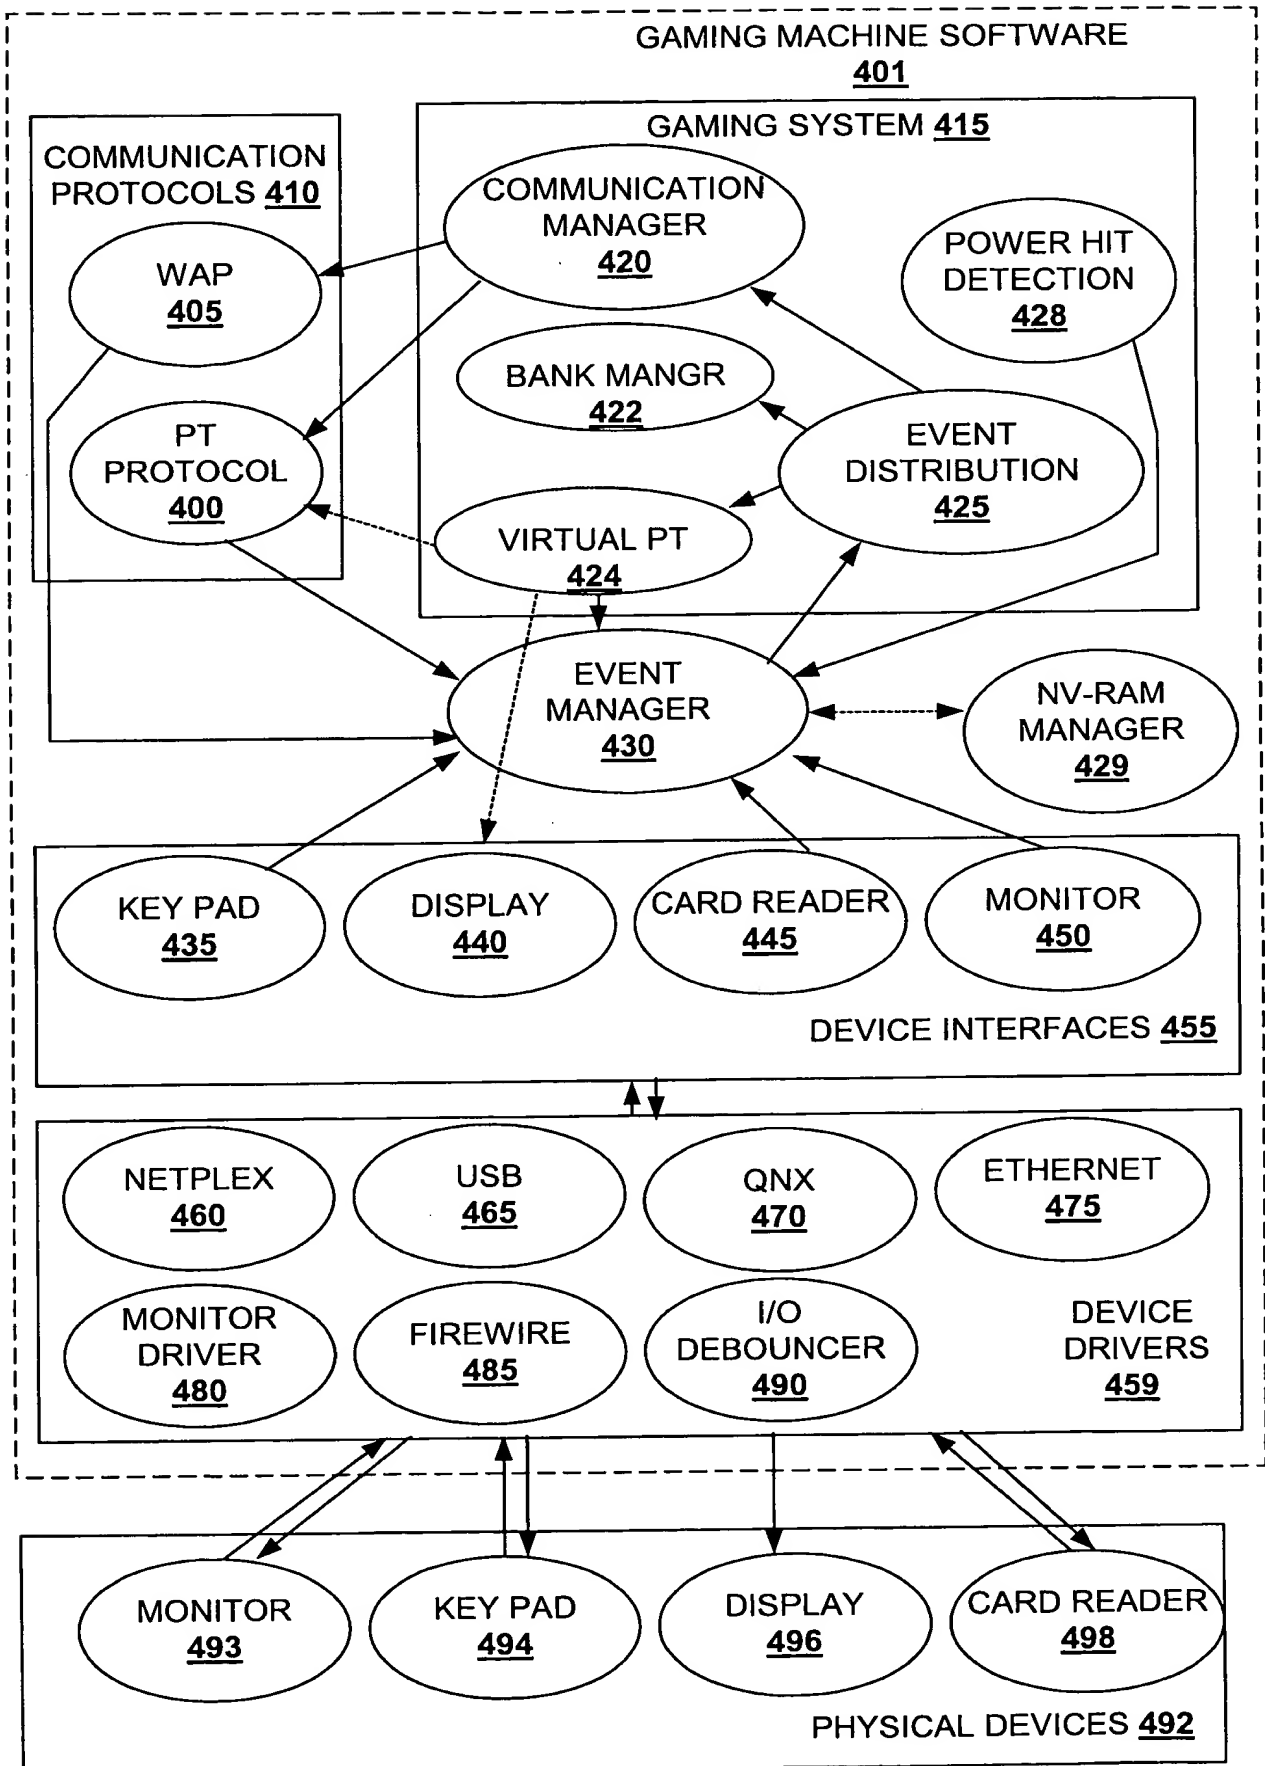 GAMING MACHINE SOFTWARE
401
GAMING SYSTEM 415
COMMUNICATION
PROTOCOLS 410
COMMUNICATION
MANAGER
420
POWER HIT
DETECTION
428
WAP
405
BANK MANGR
422
PT
PROTOCOL
400
EVENT
DISTRIBUTION
425
VIRTUAL PT
424
EVENT
MANAGER
430
NV-RAM
MANAGER
429
KEY PAD
435
DISPLAY
440
CARD READER
445
MONITOR
450
DEVICE INTERFACES 455
NETPLEX
460
USB
465
QNX
470
ETHERNET
475
MONITOR
DRIVER
480
FIREWIRE
485
I/O
DEBOUNCER
490
DEVICE
DRIVERS
459
MONITOR
493
KEY PAD
494
DISPLAY
496
CARD READER
498
PHYSICAL DEVICES 492